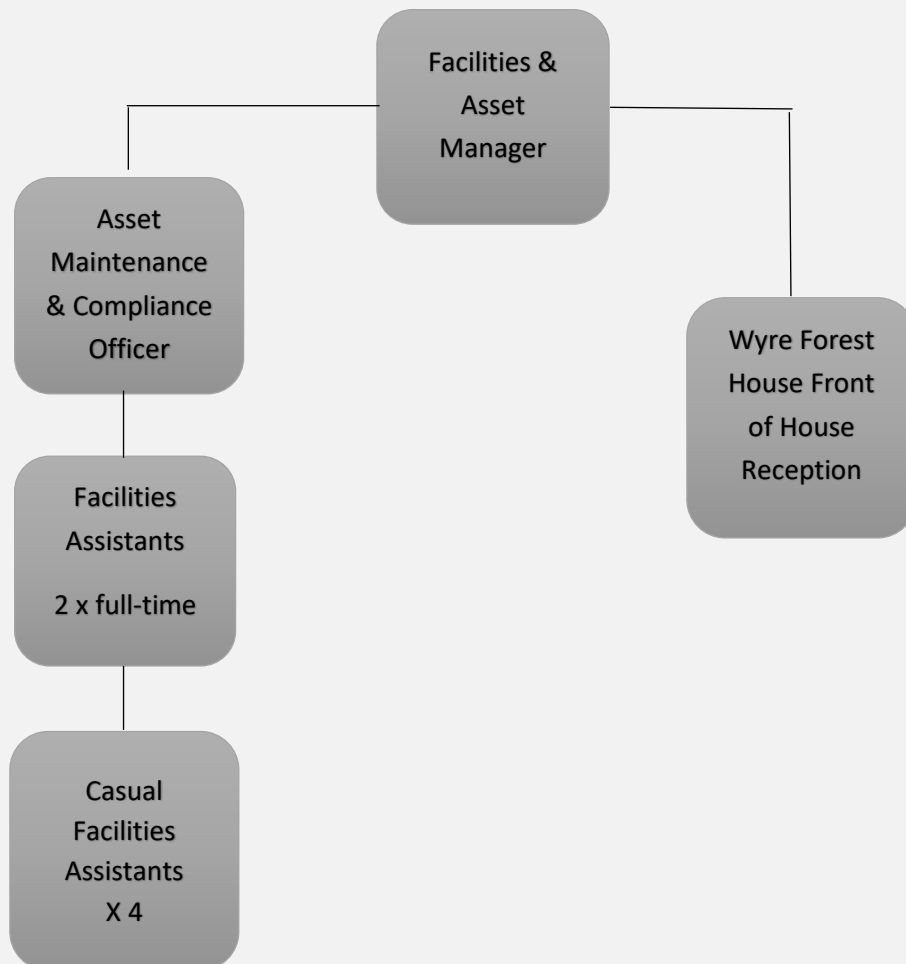 Facilities &
Asset
Manager
Asset
Maintenance
& Compliance
Officer
Wyre Forest
House Front
of House
Reception
Facilities
Assistants
2 x full-time
Casual
Facilities
Assistants
X 4